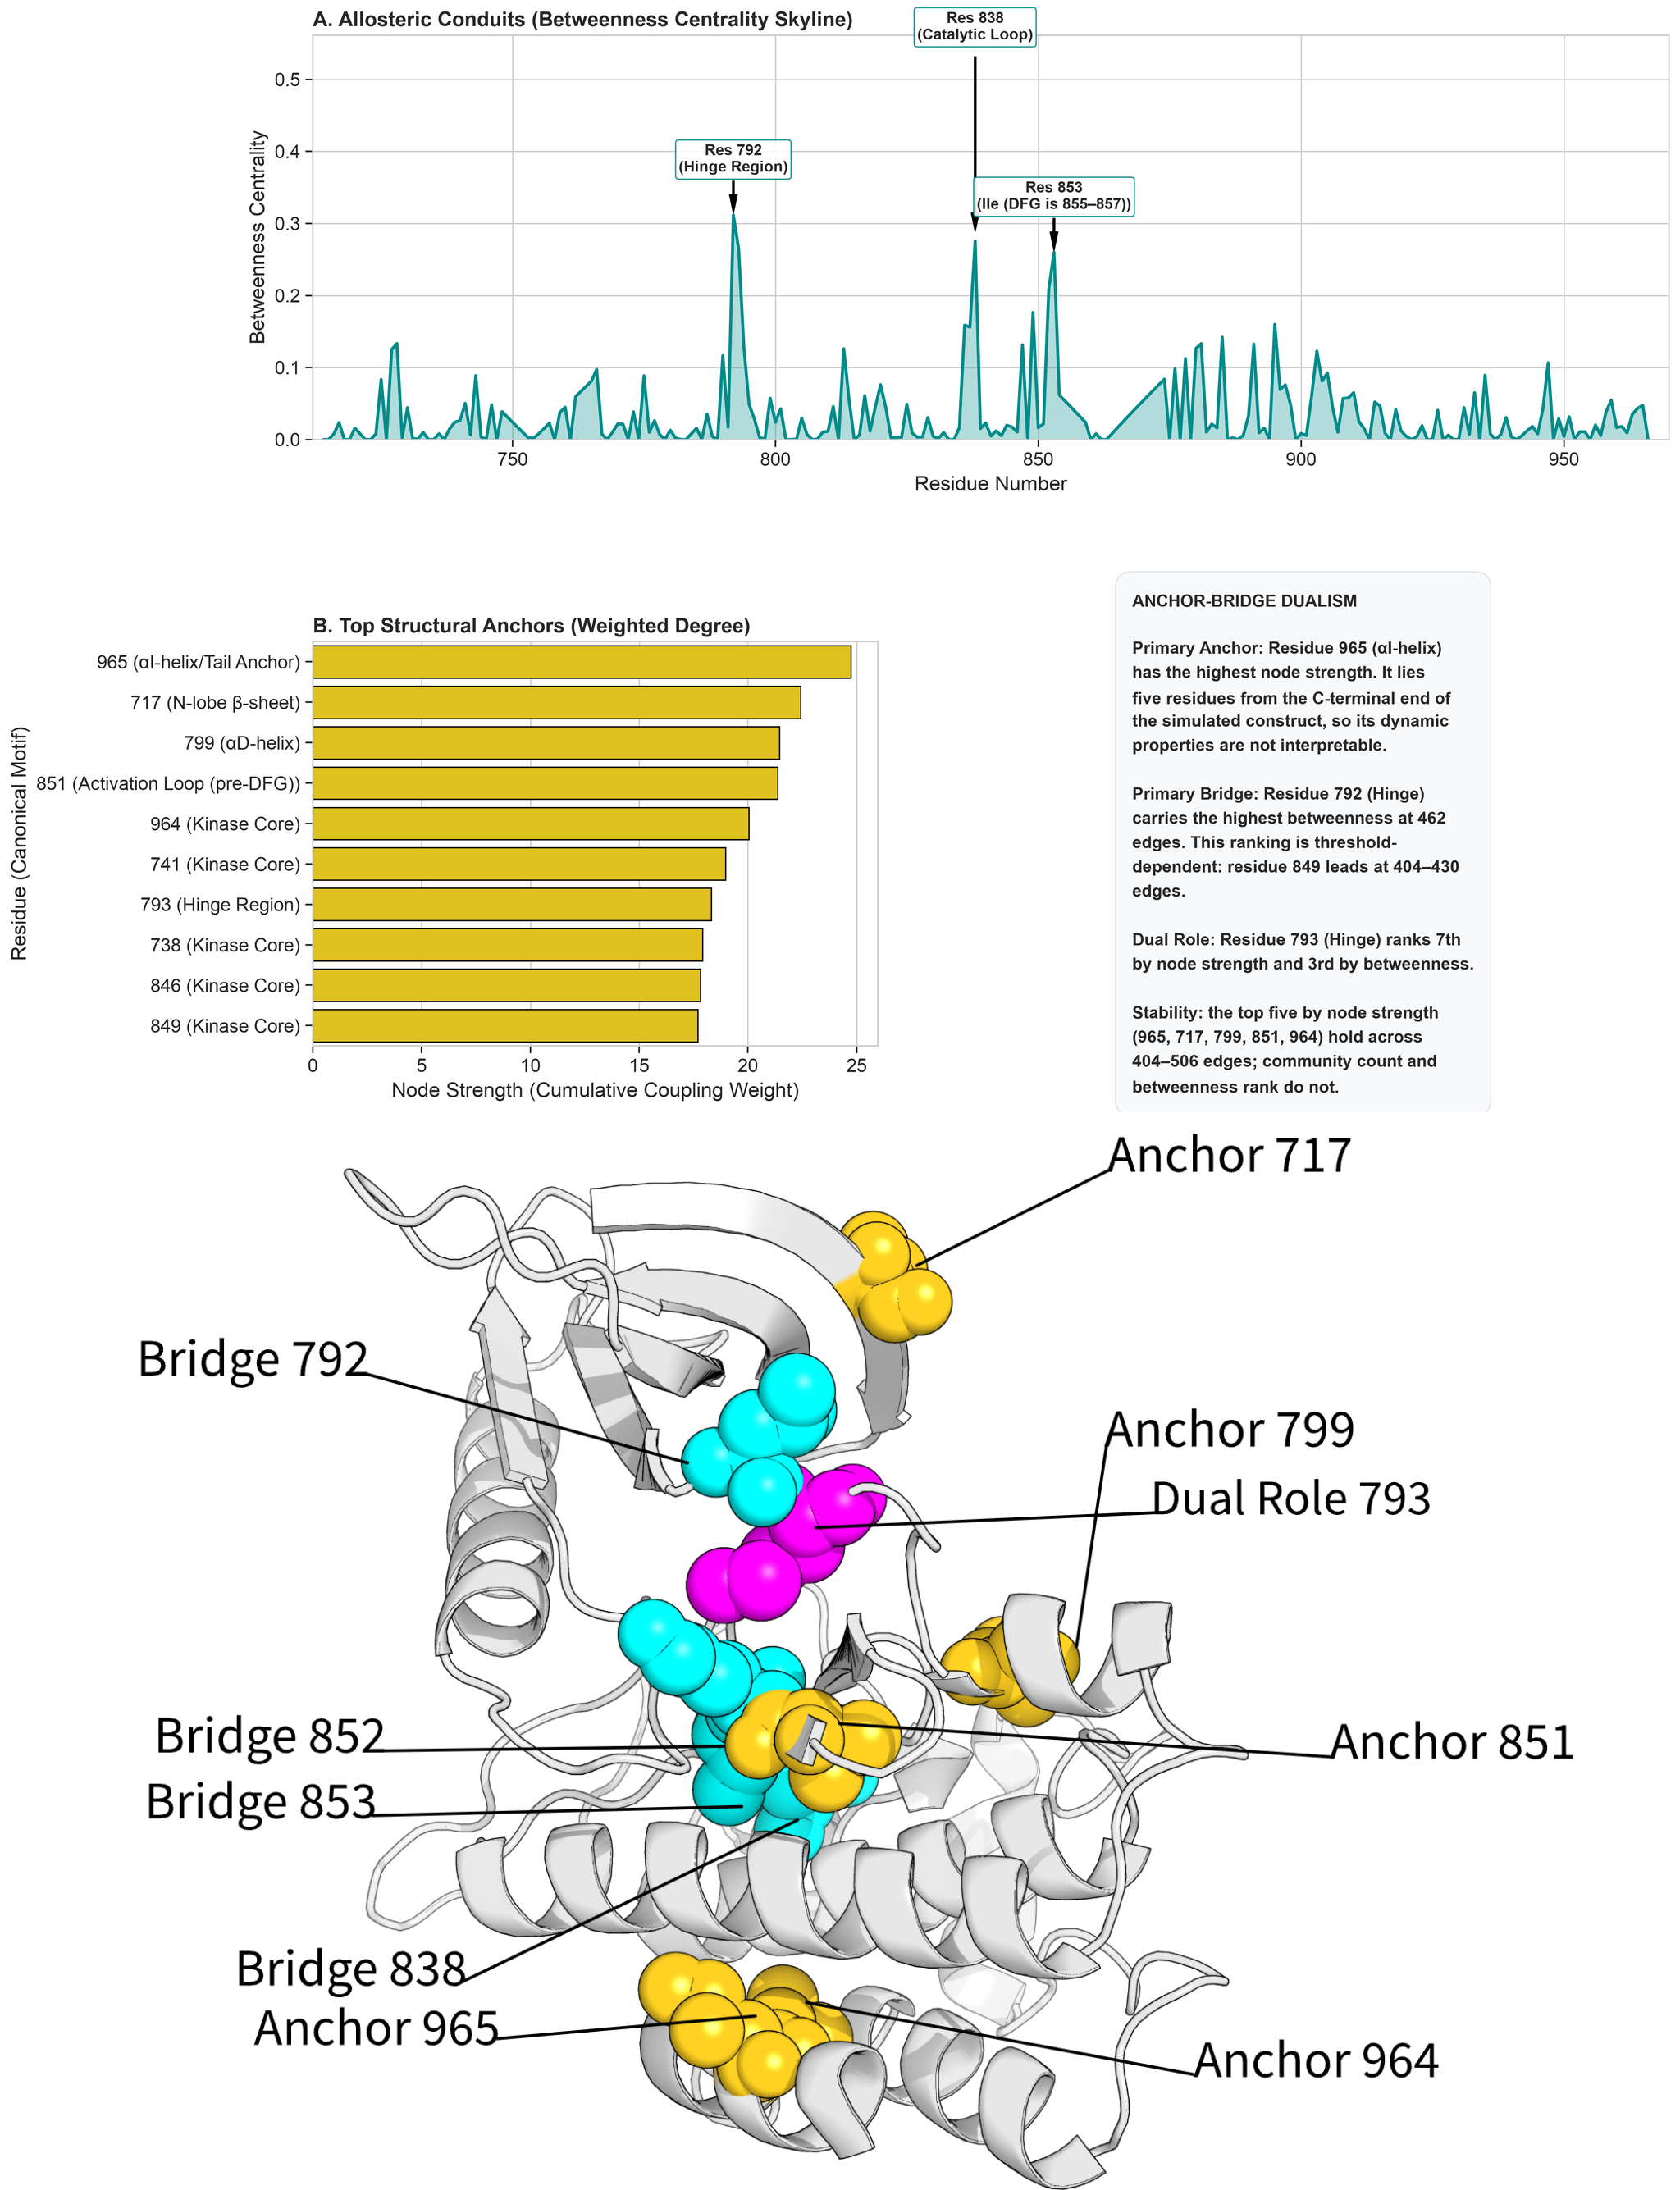 A. Allosteric Conduits (Betweenness Centrality Skyline)
Res 838
(Catalytic Loop)
Res 792
(Hinge Region)
Res 853
(Ile (DFG is 855–857))
Betweenness Centrality
0.5
0.4
0.3
0.2
0.1
0.0
750
800
850
900
950
Residue Number
B. Top Structural Anchors (Weighted Degree)
Residue (Canonical Motif)
965 (αI-helix/Tail Anchor)
717 (N-lobe β-sheet)
799 (αD-helix)
851 (Activation Loop (pre-DFG))
964 (Kinase Core)
741 (Kinase Core)
793 (Hinge Region)
738 (Kinase Core)
846 (Kinase Core)
849 (Kinase Core)
0
5
10
15
20
25
Node Strength (Cumulative Coupling Weight)
ANCHOR-BRIDGE DUALISM
Primary Anchor: Residue 965 (αI-helix)
has the highest node strength. It lies
five residues from the C-terminal end of
the simulated construct, so its dynamic
properties are not interpretable.
Primary Bridge: Residue 792 (Hinge)
carries the highest betweenness at 462
edges. This ranking is threshold-
dependent: residue 849 leads at 404–430
edges.
Dual Role: Residue 793 (Hinge) ranks 7th
by node strength and 3rd by betweenness.
Stability: the top five by node strength
(965, 717, 799, 851, 964) hold across
404–506 edges; community count and
betweenness rank do not.
Anchor 717
Bridge 792
Anchor 799
Dual Role 793
Bridge 852
Anchor 851
Bridge 853
Bridge 838
Anchor 965
Anchor 964